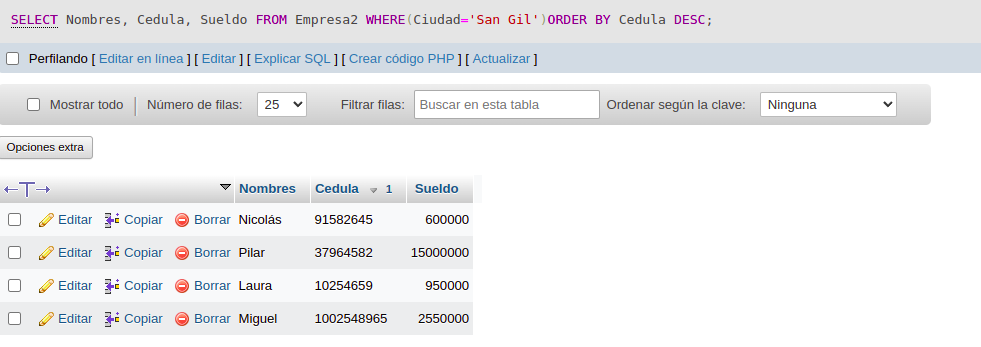 SELECT Nombres, Cedula, Sueldo FROM Empresa2 WHERE(Ciudad='San Gil')ORDER BY Cedula DESC;
Perfilando [ Editar en línea ] [ Editar ] [ Explicar SQL ] [ Crear código PHP ] [ Actualizar ]
Mostrar todo | Número de filas: 25 Filtrar filas: Buscar en esta tabla Ordenar según la clave: Ninguna
Opciones extra
←T→ Nombres Cedula 1 Sueldo
Editar Copiar Borrar Nicolás 91582645 600000
Editar Copiar Borrar Pilar 37964582 15000000
Editar Copiar Borrar Laura 10254659 950000
Editar Copiar Borrar Miguel 1002548965 2550000